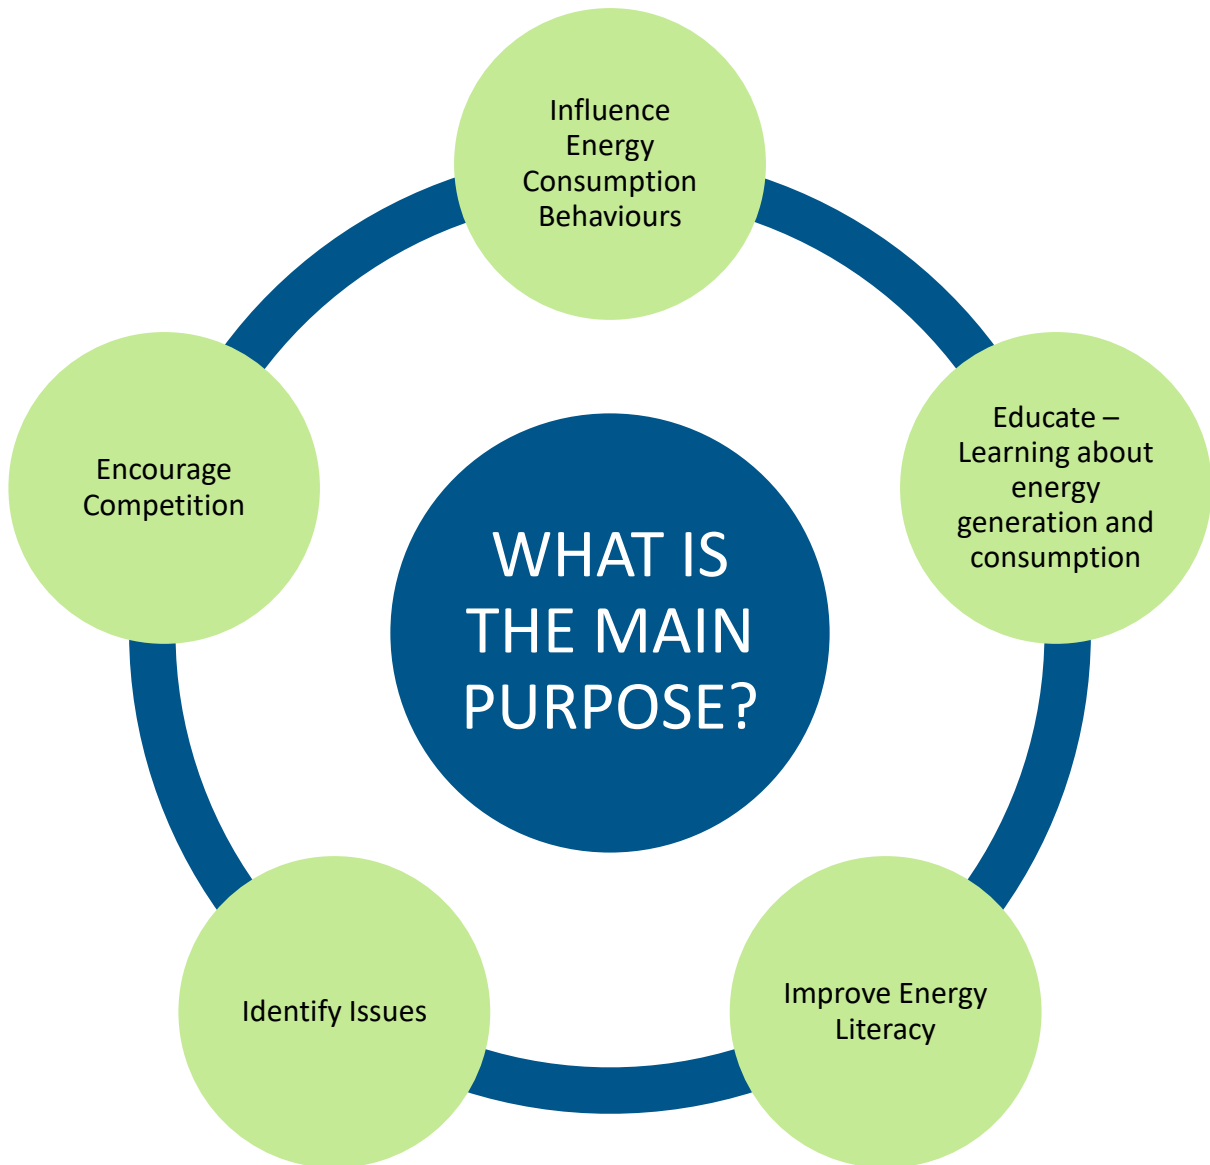 Influence
Energy
Consumption
Behaviours
Educate –
Learning about
energy
generation and
consumption
Improve Energy
Literacy
Identify Issues
Encourage
Competition
WHAT IS
THE MAIN
PURPOSE?